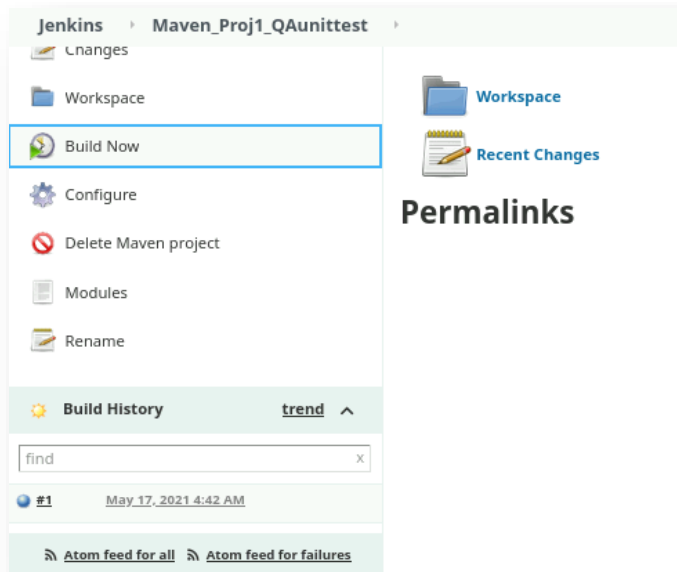 Jenkins Maven_Proj1_QAunittest
Changes
Workspace
Build Now
Configure
Delete Maven project
Modules
Rename
Build History trend
find x
#1 May 17, 2021 4:42 AM
Atom feed for all Atom feed for failures
Workspace
Recent Changes
Permalinks